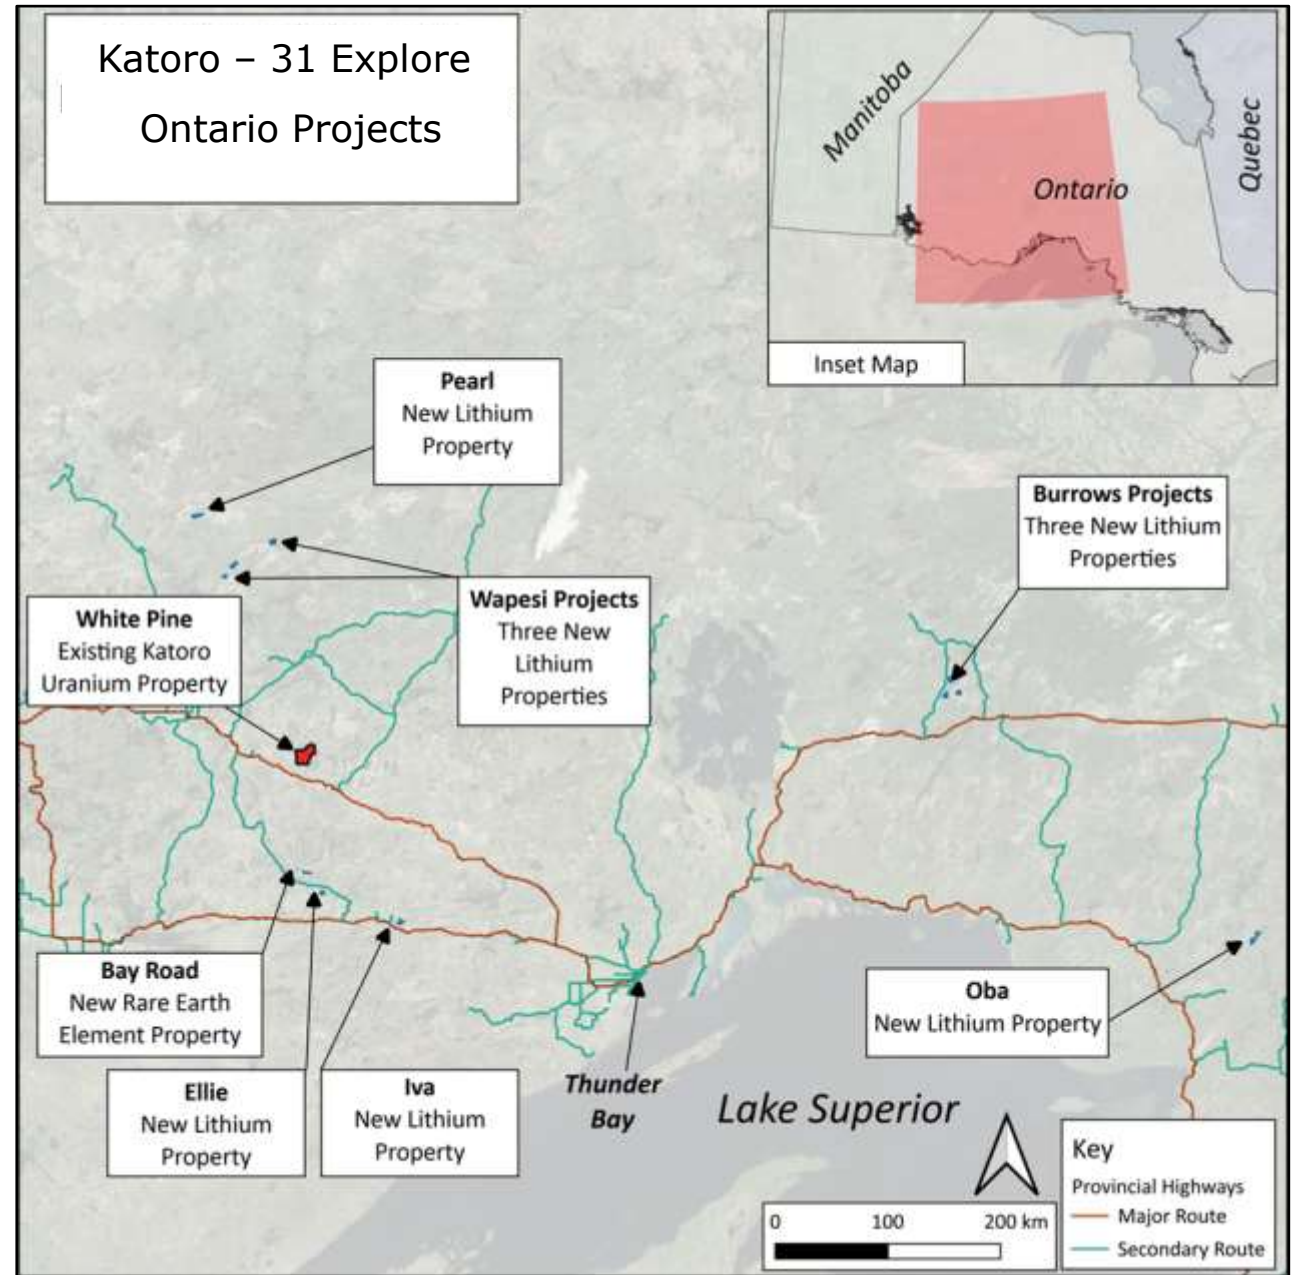 Katoro – 31 Explore
Ontario Projects
Manitoba
Ontario
Quebec
Inset Map
Pearl
New Lithium
Property
Burrows Projects
Three New Lithium
Properties
Wapesi Projects
Three New
Lithium
Properties
White Pine
Existing Katoro
Uranium Property
Bay Road
New Rare Earth
Element Property
Oba
New Lithium Property
Ellie
New Lithium
Property
Iva
New Lithium
Property
Thunder
Bay
Lake Superior
Key
Provincial Highways
Major Route
Secondary Route
0 100 200 km